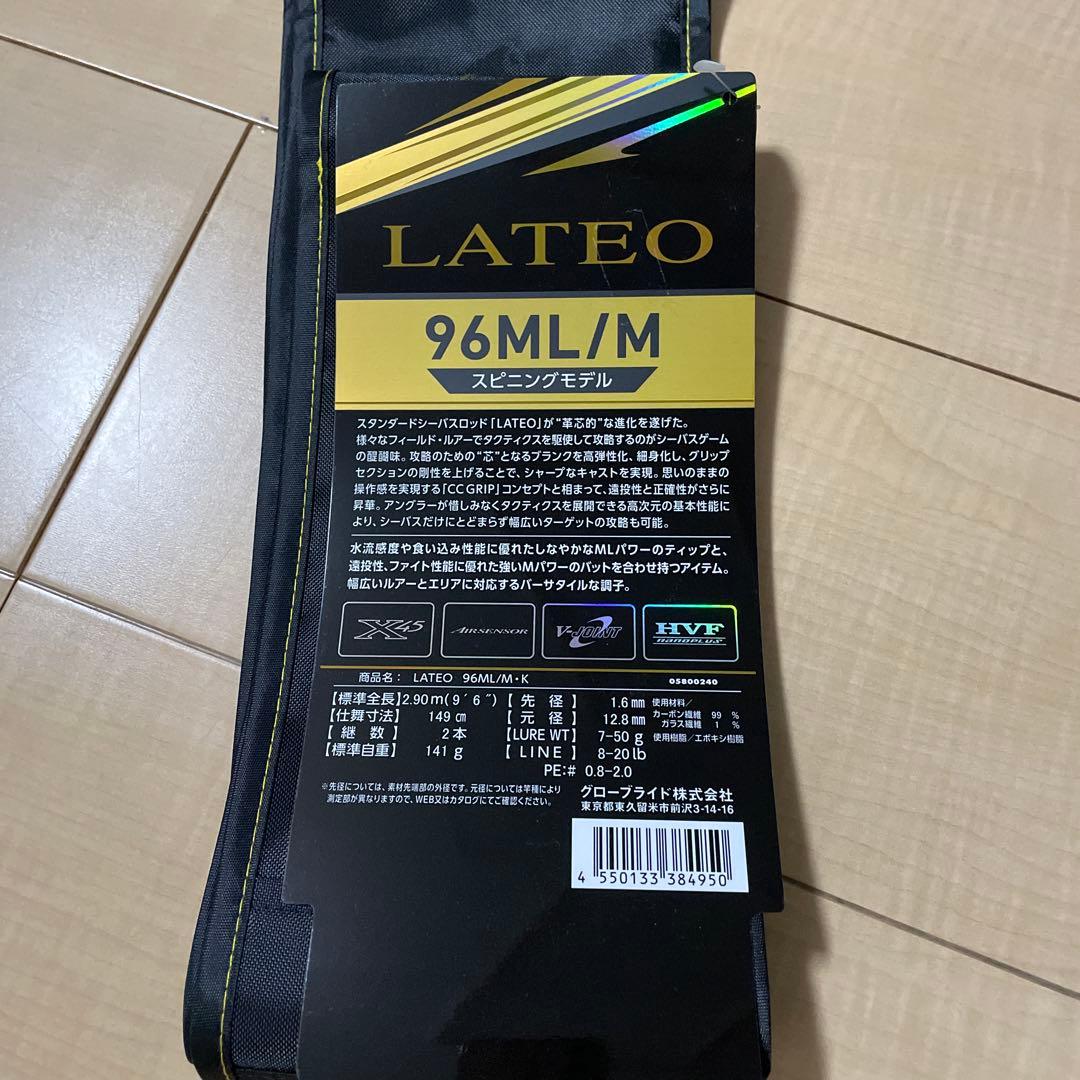 LATEO
96ML/M
スピニングモデル
スタンダードシーバスロッド「LATEO」が“革芯的”な進化を遂げた。
様々なフィールド・ルアーでタクティクスを駆使して攻略するのがシーバスゲーム
の醍醐味。攻略のための“芯”となるブランクを高弾性化、細身化し、グリップ
セクションの剛性を上げることで、シャープなキャストを実現。思いのままの
操作感を実現する「CC GRIP」コンセプトと相まって、遠投性と正確性がさらに
昇華。アングラーが惜しみなくタクティクスを展開できる高次元の基本性能に
より、シーバスだけにとどまらず幅広いターゲットの攻略も可能。
水流感度や食い込み性能に優れたしなやかなMLパワーのティップと、
遠投性、ファイト性能に優れた強いMパワーのバットを合わせ持つアイテム。
幅広いルアーとエリアに対応するバーサタイルな調子。
X45 AIRSENSOR V-JOINT HVF NANOPLUS
商品名： LATEO 96ML/M・K 05800240
【標準全長】2.90m(9´6˝) 【先 径】 1.6mm 使用材料/
カーボン繊維 99 %
【仕舞寸法】 149cm 【元 径】 12.8mm ガラス繊維 1 %
【継 数】 2本 【LURE WT】 7-50g 使用樹脂/エポキシ樹脂
【標準自重】 141g 【LINE】 8-20lb
PE:# 0.8-2.0
※先径については、素材先端部の外径です。元径については竿種により
測定部が異なりますので、WEB又はカタログにてご確認ください。
グローブライド株式会社
東京都東久留米市前沢3-14-16
4 550133 384950